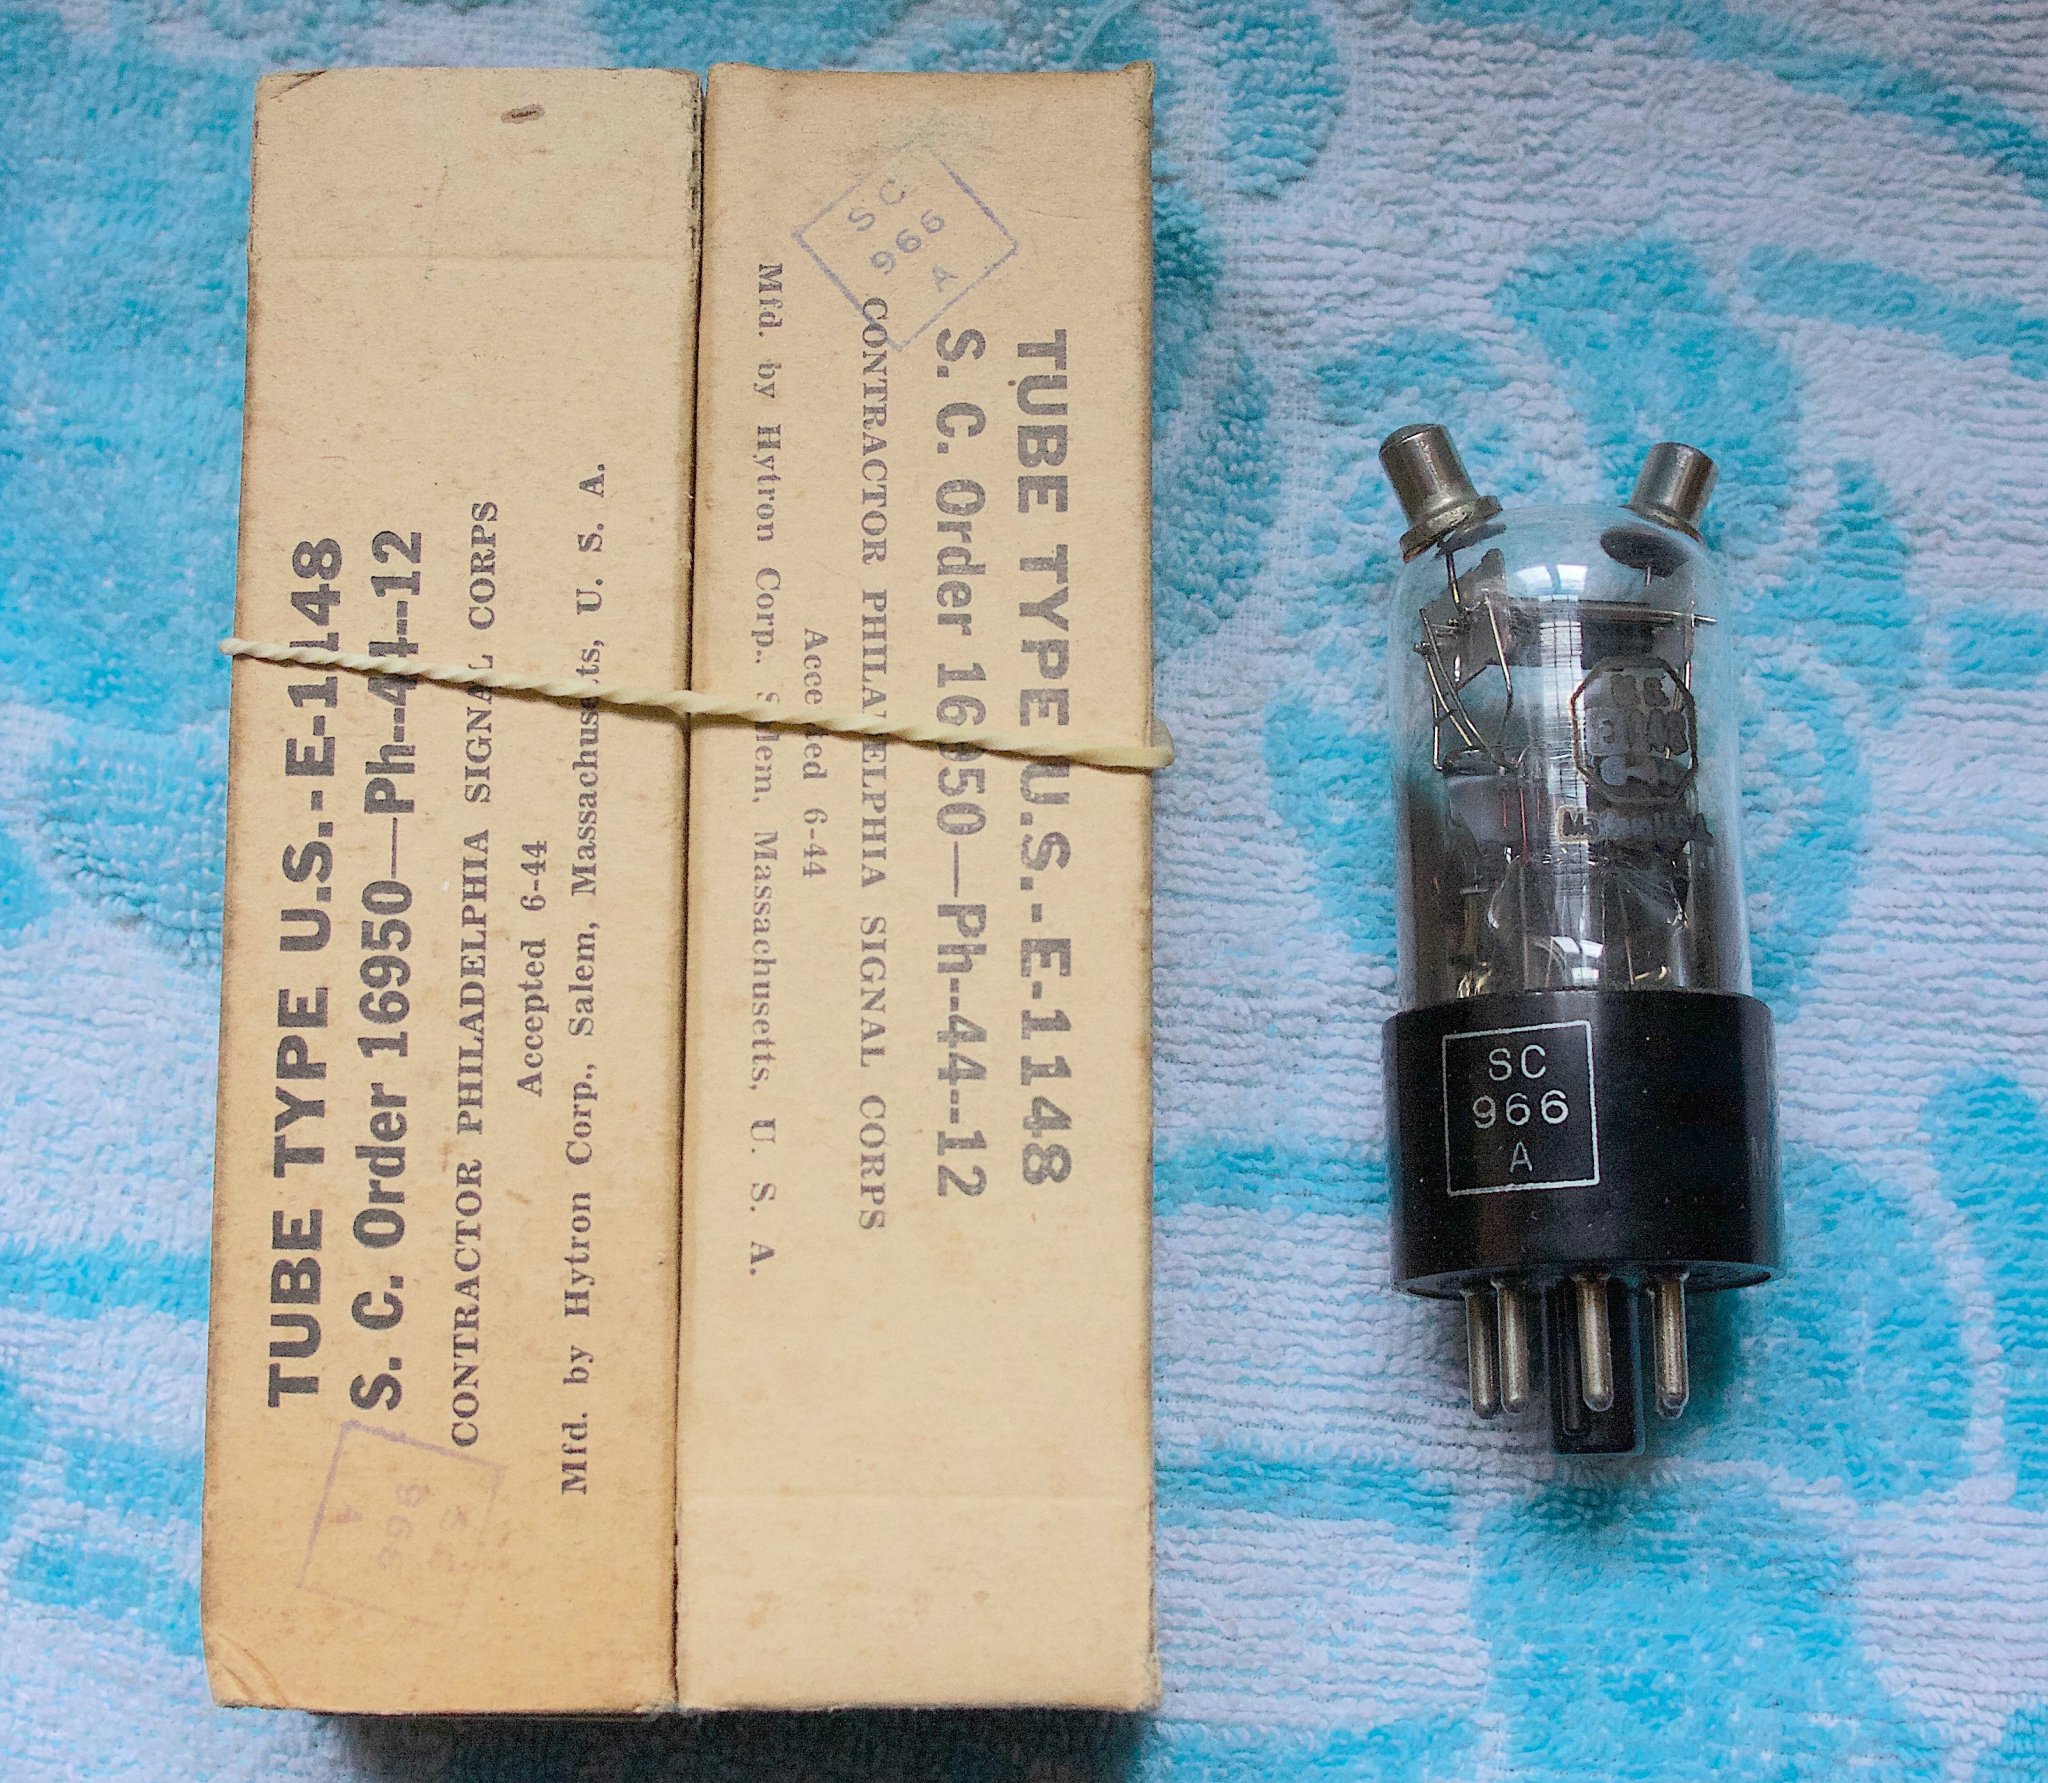 TUBE TYPE U.S.-E-1148
S. C. Order 16950—Ph--44--12
CONTRACTOR PHILADELPHIA SIGNAL CORPS
Accepted 6-44
Mfd. by Hytron Corp., Salem, Massachusetts, U. S. A.
SC
966
A
TUBE TYPE U.S.-E-1148
S. C. Order 16950—Ph--44--12
CONTRACTOR PHILADELPHIA SIGNAL CORPS
Accepted 6-44
Mfd. by Hytron Corp., Salem, Massachusetts, U. S. A.
SC
966
A
SC
966
A